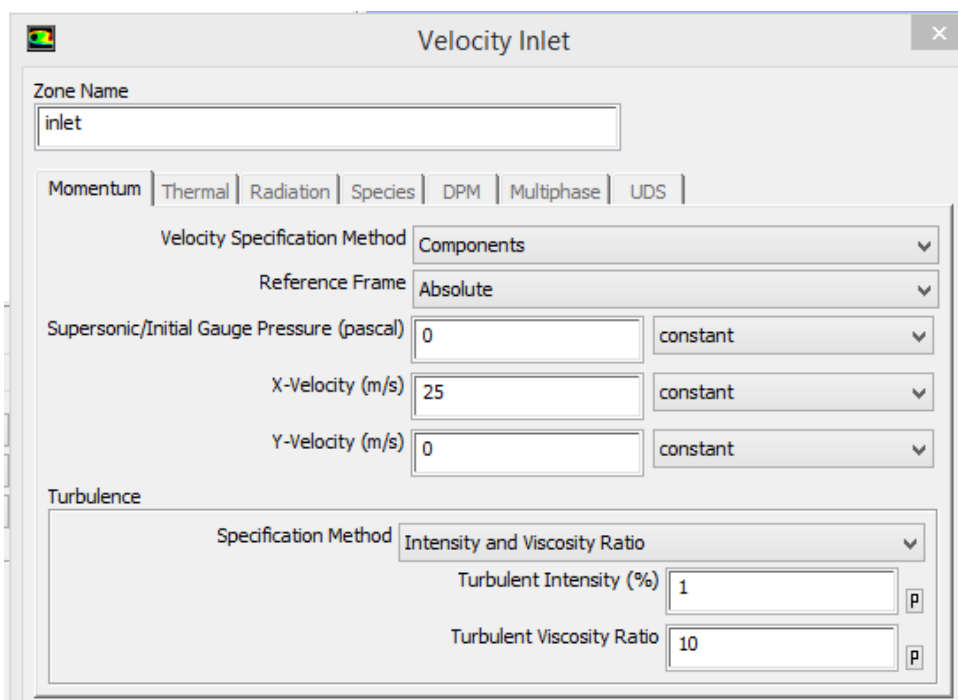 Velocity Inlet
×
Zone Name
inlet
Momentum Thermal Radiation Species DPM Multiphase UDS
Velocity Specification Method Components
Reference Frame Absolute
Supersonic/Initial Gauge Pressure (pascal) 0 constant
X-Velocity (m/s) 25 constant
Y-Velocity (m/s) 0 constant
Turbulence
Specification Method Intensity and Viscosity Ratio
Turbulent Intensity (%) 1 P
Turbulent Viscosity Ratio 10 P